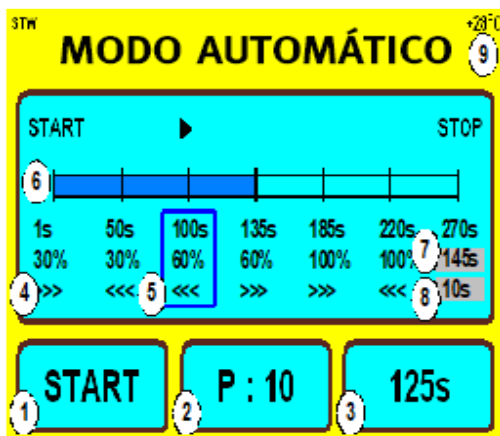 STW +28°C
MODO AUTOMÁTICO 9
START STOP
6
1s 50s 100s 135s 185s 220s 270s
30% 30% 60% 60% 100% 100% 7 145s
4 >>> <<< 5 <<< >>> >>> <<< 8 10s
START P : 10 125s
1 2 3